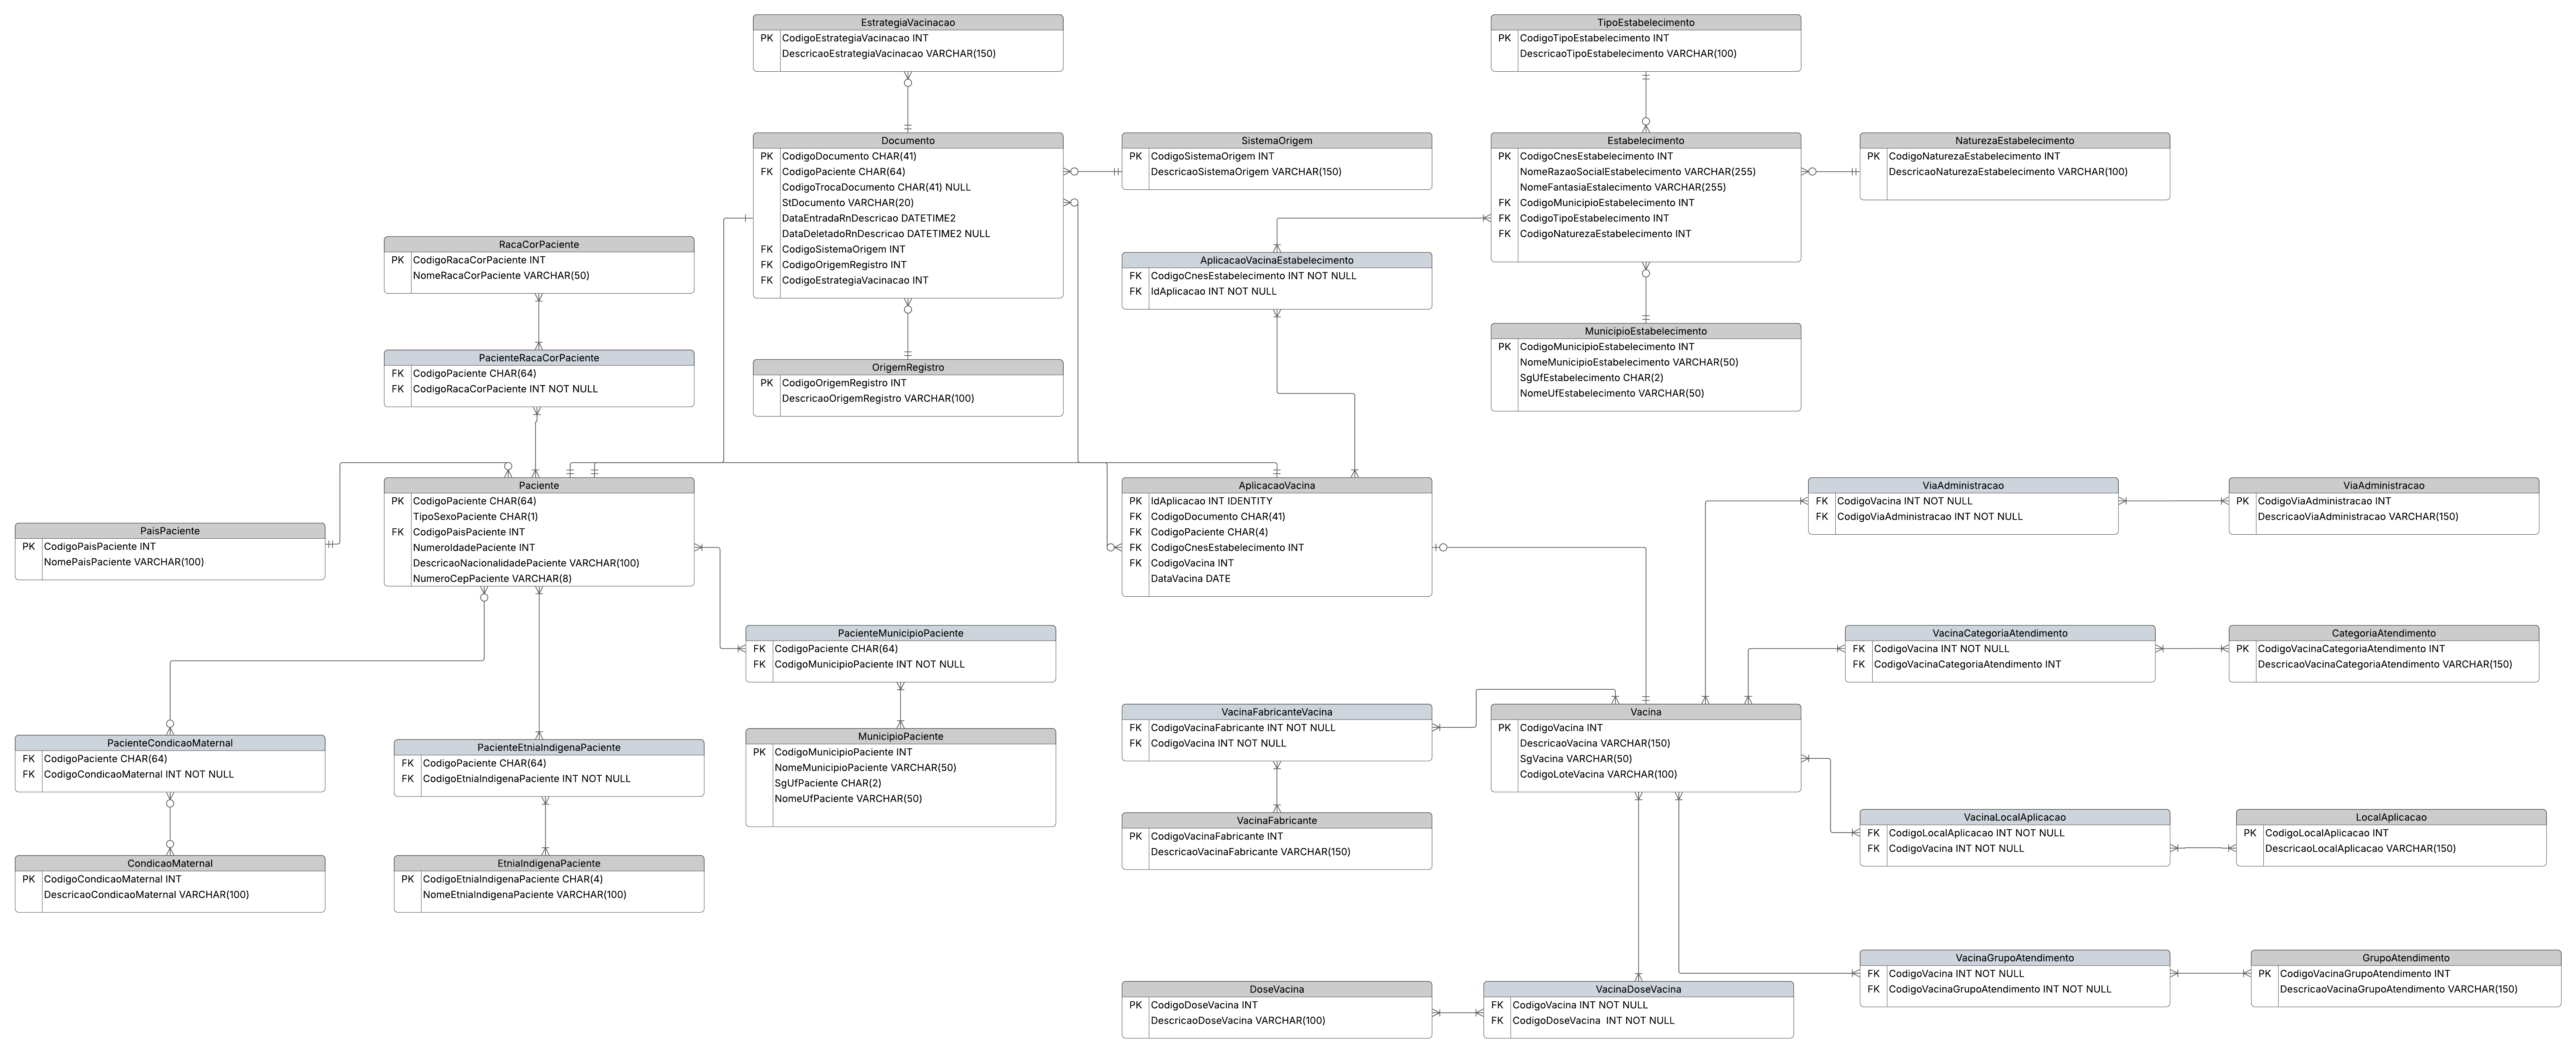 EstrategiaVacinacao
PK CodigoEstrategiaVacinacao INT
DescricaoEstrategiaVacinacao VARCHAR(150)
TipoEstabelecimento
PK CodigoTipoEstabelecimento INT
DescricaoTipoEstabelecimento VARCHAR(100)
Documento
PK CodigoDocumento CHAR(41)
FK CodigoPaciente CHAR(64)
CodigoTrocaDocumento CHAR(41) NULL
StDocumento VARCHAR(20)
DataEntradaRnDescricao DATETIME2
DataDeletadoRnDescricao DATETIME2 NULL
FK CodigoSistemaOrigem INT
FK CodigoOrigemRegistro INT
FK CodigoEstrategiaVacinacao INT
SistemaOrigem
PK CodigoSistemaOrigem INT
DescricaoSistemaOrigem VARCHAR(150)
Estabelecimento
PK CodigoCnesEstabelecimento INT
NomeRazaoSocialEstabelecimento VARCHAR(255)
NomeFantasiaEstalecimento VARCHAR(255)
FK CodigoMunicipioEstabelecimento INT
FK CodigoTipoEstabelecimento INT
FK CodigoNaturezaEstabelecimento INT
NaturezaEstabelecimento
PK CodigoNaturezaEstabelecimento INT
DescricaoNaturezaEstabelecimento VARCHAR(100)
RacaCorPaciente
PK CodigoRacaCorPaciente INT
NomeRacaCorPaciente VARCHAR(50)
AplicacaoVacinaEstabelecimento
FK CodigoCnesEstabelecimento INT NOT NULL
FK IdAplicacao INT NOT NULL
MunicipioEstabelecimento
PK CodigoMunicipioEstabelecimento INT
NomeMunicipioEstabelecimento VARCHAR(50)
SgUfEstabelecimento CHAR(2)
NomeUfEstabelecimento VARCHAR(50)
PacienteRacaCorPaciente
FK CodigoPaciente CHAR(64)
FK CodigoRacaCorPaciente INT NOT NULL
OrigemRegistro
PK CodigoOrigemRegistro INT
DescricaoOrigemRegistro VARCHAR(100)
Paciente
PK CodigoPaciente CHAR(64)
TipoSexoPaciente CHAR(1)
FK CodigoPaisPaciente INT
NumeroIdadePaciente INT
DescricaoNacionalidadePaciente VARCHAR(100)
NumeroCepPaciente VARCHAR(8)
PaisPaciente
PK CodigoPaisPaciente INT
NomePaisPaciente VARCHAR(100)
AplicacaoVacina
PK IdAplicacao INT IDENTITY
FK CodigoDocumento CHAR(41)
FK CodigoPaciente CHAR(4)
FK CodigoCnesEstabelecimento INT
FK CodigoVacina INT
DataVacina DATE
ViaAdministracao
FK CodigoVacina INT NOT NULL
FK CodigoViaAdministracao INT NOT NULL
ViaAdministracao
PK CodigoViaAdministracao INT
DescricaoViaAdministracao VARCHAR(150)
PacienteMunicipioPaciente
FK CodigoPaciente CHAR(64)
FK CodigoMunicipioPaciente INT NOT NULL
VacinaCategoriaAtendimento
FK CodigoVacina INT NOT NULL
FK CodigoVacinaCategoriaAtendimento INT
CategoriaAtendimento
PK CodigoVacinaCategoriaAtendimento INT
DescricaoVacinaCategoriaAtendimento VARCHAR(150)
VacinaFabricanteVacina
FK CodigoVacinaFabricante INT NOT NULL
FK CodigoVacina INT NOT NULL
Vacina
PK CodigoVacina INT
DescricaoVacina VARCHAR(150)
SgVacina VARCHAR(50)
CodigoLoteVacina VARCHAR(100)
PacienteCondicaoMaternal
FK CodigoPaciente CHAR(64)
FK CodigoCondicaoMaternal INT NOT NULL
PacienteEtniaIndigenaPaciente
FK CodigoPaciente CHAR(64)
FK CodigoEtniaIndigenaPaciente INT NOT NULL
MunicipioPaciente
PK CodigoMunicipioPaciente INT
NomeMunicipioPaciente VARCHAR(50)
SgUfPaciente CHAR(2)
NomeUfPaciente VARCHAR(50)
VacinaFabricante
PK CodigoVacinaFabricante INT
DescricaoVacinaFabricante VARCHAR(150)
VacinaLocalAplicacao
FK CodigoLocalAplicacao INT NOT NULL
FK CodigoVacina INT NOT NULL
LocalAplicacao
PK CodigoLocalAplicacao INT
DescricaoLocalAplicacao VARCHAR(150)
CondicaoMaternal
PK CodigoCondicaoMaternal INT
DescricaoCondicaoMaternal VARCHAR(100)
EtniaIndigenaPaciente
PK CodigoEtniaIndigenaPaciente CHAR(4)
NomeEtniaIndigenaPaciente VARCHAR(100)
VacinaGrupoAtendimento
FK CodigoVacina INT NOT NULL
FK CodigoVacinaGrupoAtendimento INT NOT NULL
GrupoAtendimento
PK CodigoVacinaGrupoAtendimento INT
DescricaoVacinaGrupoAtendimento VARCHAR(150)
DoseVacina
PK CodigoDoseVacina INT
DescricaoDoseVacina VARCHAR(100)
VacinaDoseVacina
FK CodigoVacina INT NOT NULL
FK CodigoDoseVacina INT NOT NULL